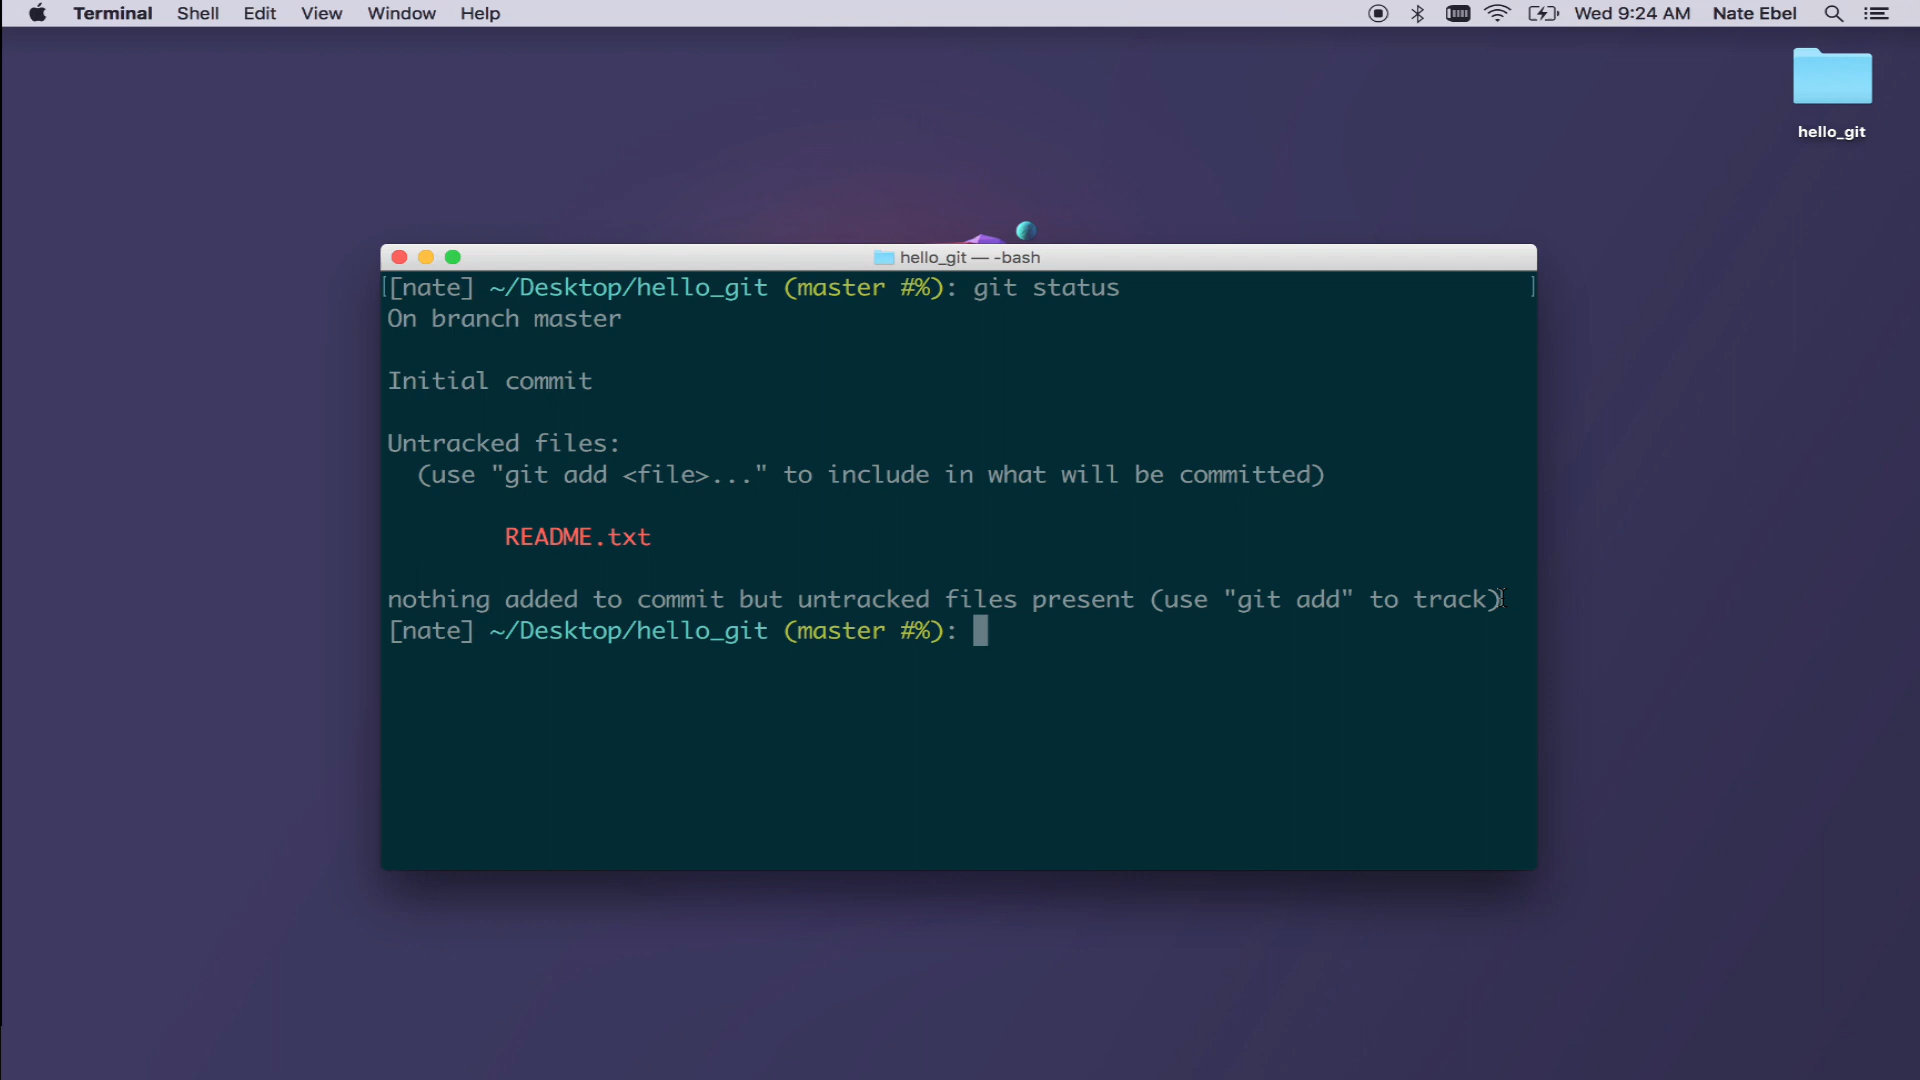 Terminal Shell Edit View Window Help Wed 9:24 AM Nate Ebel
hello_git
hello_git — -bash
[nate] ~/Desktop/hello_git (master #%): git status
On branch master
Initial commit
Untracked files:
(use "git add <file>..." to include in what will be committed)
README.txt
nothing added to commit but untracked files present (use "git add" to track)
[nate] ~/Desktop/hello_git (master #%):